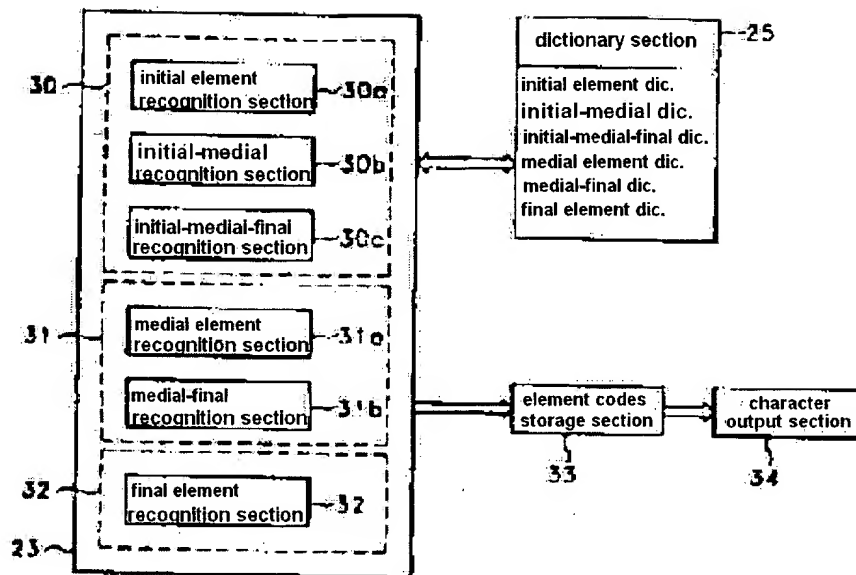 30
initial element
recognition section
30a
initial-medial
recognition section
30b
initial-medial-final
recognition section
30c
31
medial element
recognition section
31a
medial-final
recognition section
31b
32
final element
recognition section
32
23
25
dictionary section
initial element dic.
initial-medial dic.
initial-medial-final dic.
medial element dic.
medial-final dic.
final element dic.
element codes
storage section
33
character
output section
34